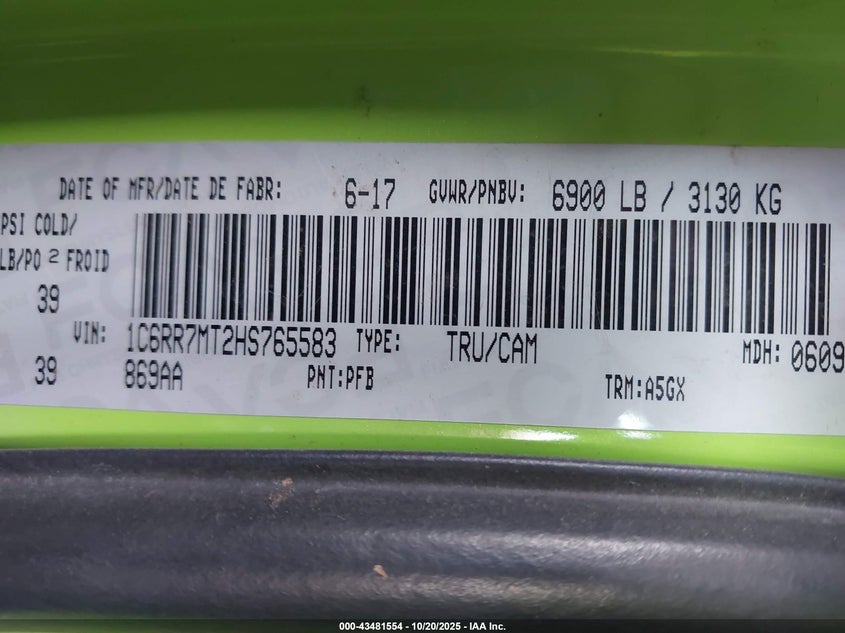 DATE OF MFR/DATE DE FABR: 6-17 GVWR/PNBV: 6900 LB / 3130 KG
PSI COLD/
LB/PO 2 FROID
39
VIN: 1C6RR7MT2HS765583 TYPE: TRU/CAM MDH: 0609
39 869AA PNT:PFB TRM:A5GX
000-43481554 - 10/20/2025 - IAA Inc.